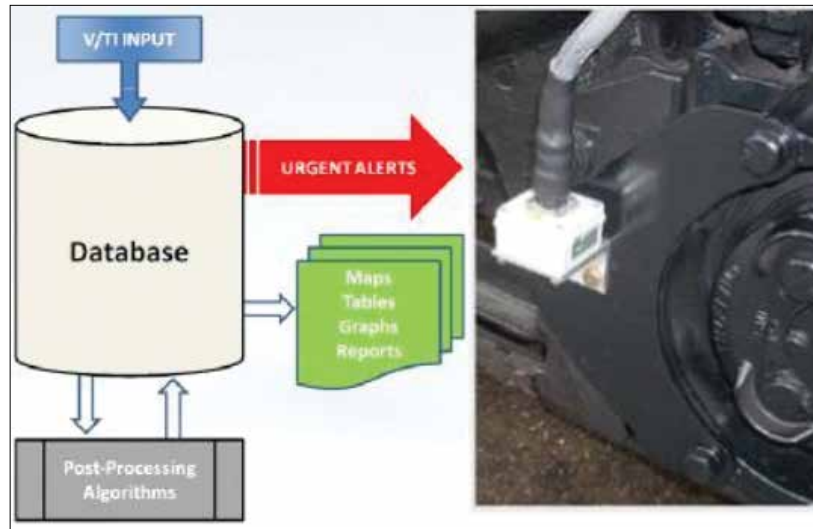 V/TI INPUT
URGENT ALERTS
Database
Maps
Tables
Graphs
Reports
Post-Processing
Algorithms